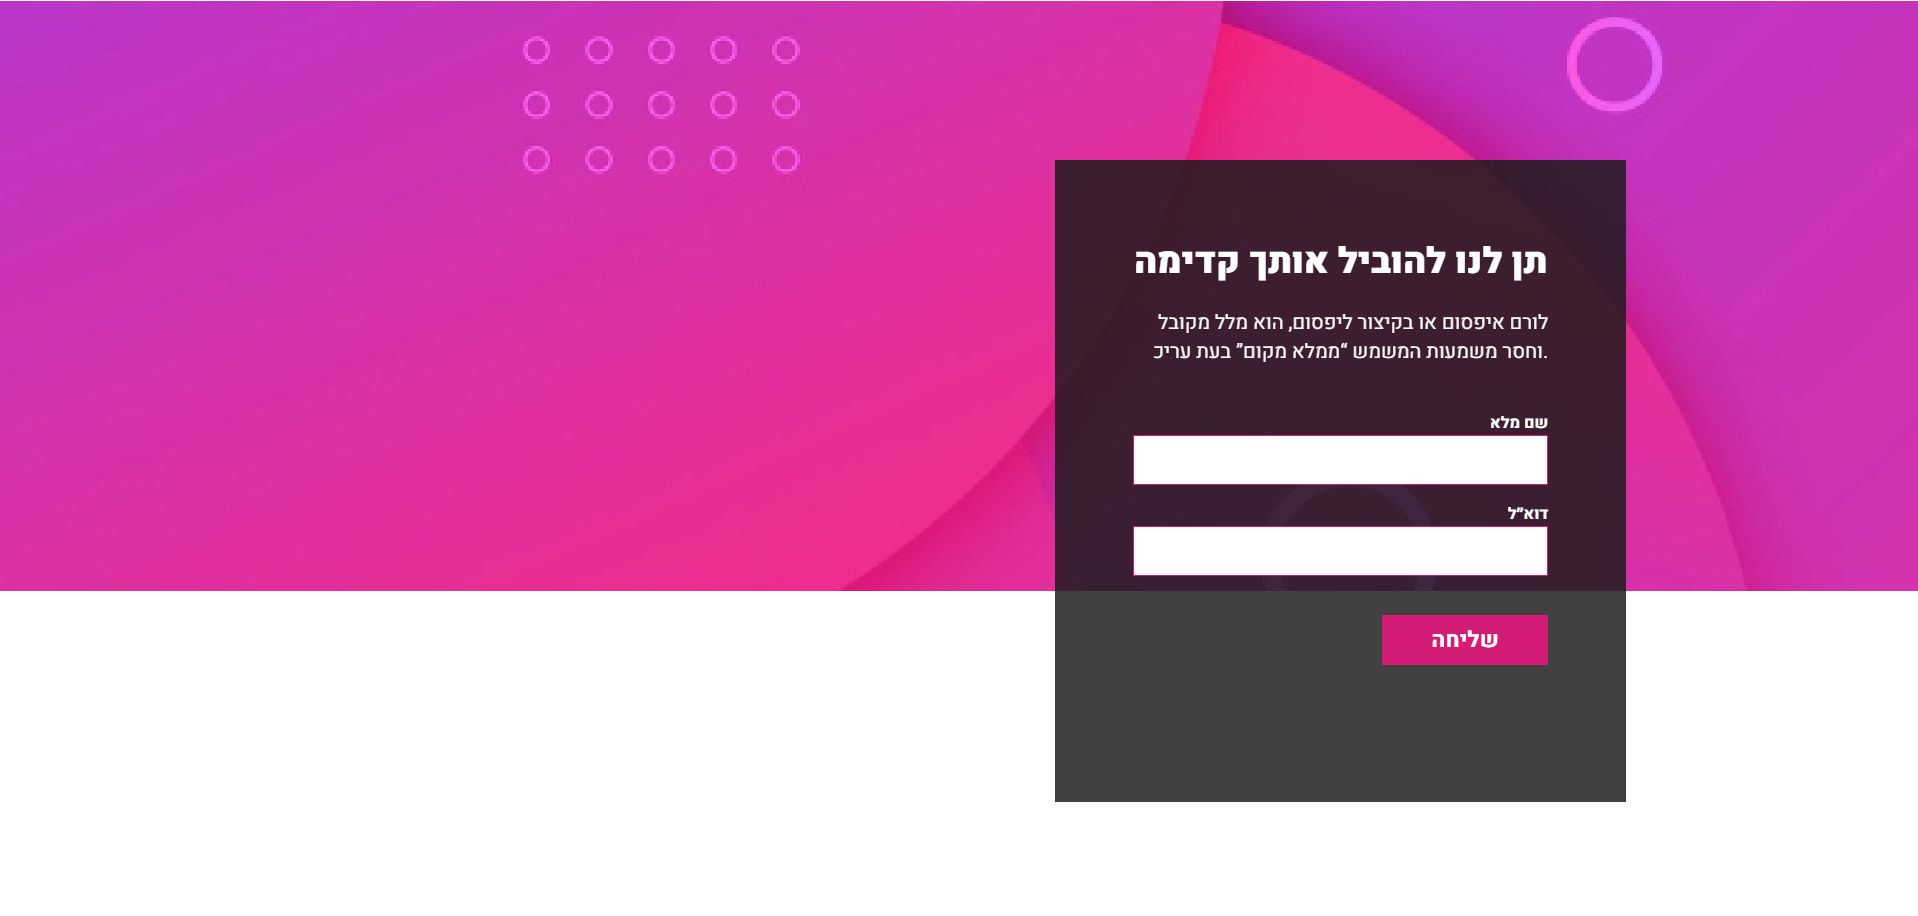 תן לנו להוביל אותך קדימה
לורם איפסום או בקיצור ליפסום, הוא מלל מקובל
.וחסר משמעות המשמש “ממלא מקום” בעת עריכ
שם מלא
דוא״ל
שליחה